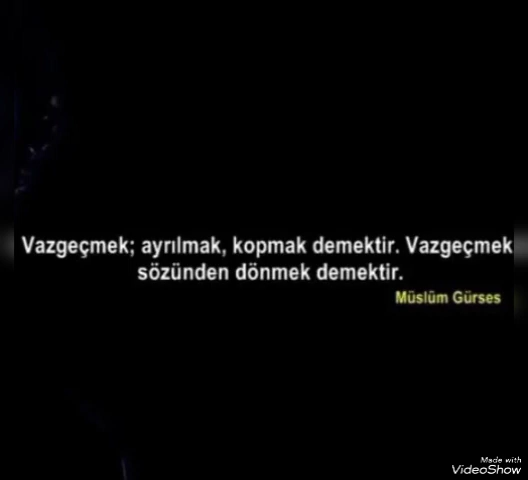 Vazgeçmek; ayrılmak, kopmak demektir. Vazgeçmek
sözünden dönmek demektir.
Müslüm Gürses
Made with
VideoShow